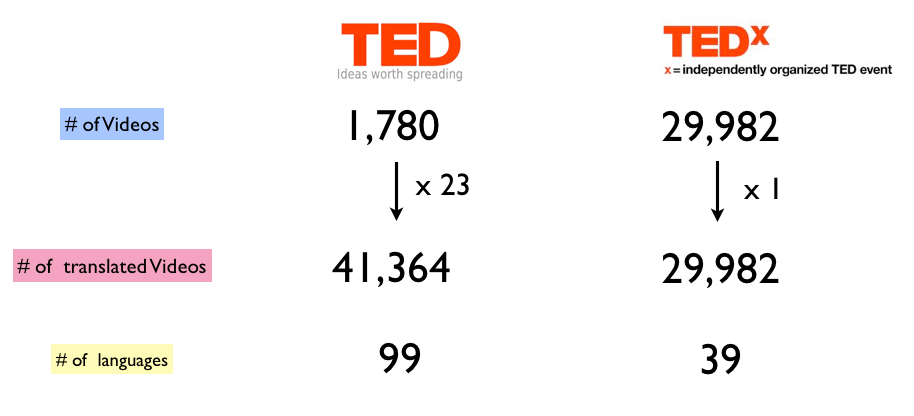 TED
Ideas worth spreading
TEDx
x = independently organized TED event
# of Videos
1,780
29,982
x 23
x 1
# of translated Videos
41,364
29,982
# of languages
99
39